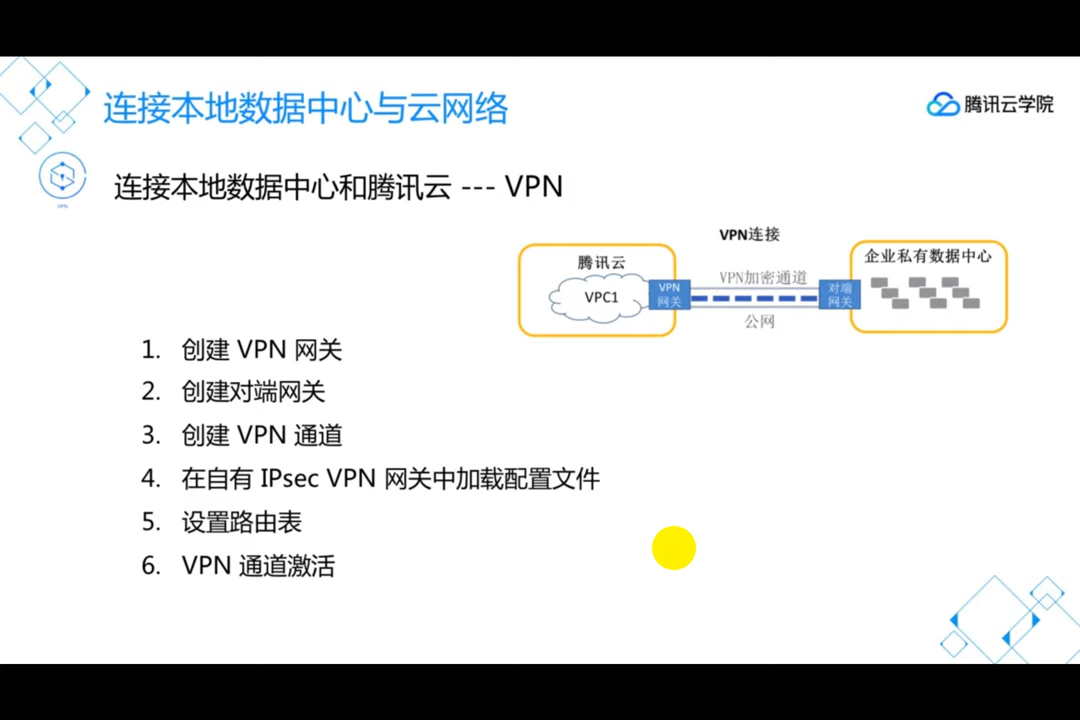 连接本地数据中心与云网络
腾讯云学院
VPN
连接本地数据中心和腾讯云 --- VPN
VPN连接
腾讯云
企业私有数据中心
VPC1
VPN
网关
VPN加密通道
公网
对端
网关
1. 创建 VPN 网关
2. 创建对端网关
3. 创建 VPN 通道
4. 在自有 IPsec VPN 网关中加载配置文件
5. 设置路由表
6. VPN 通道激活